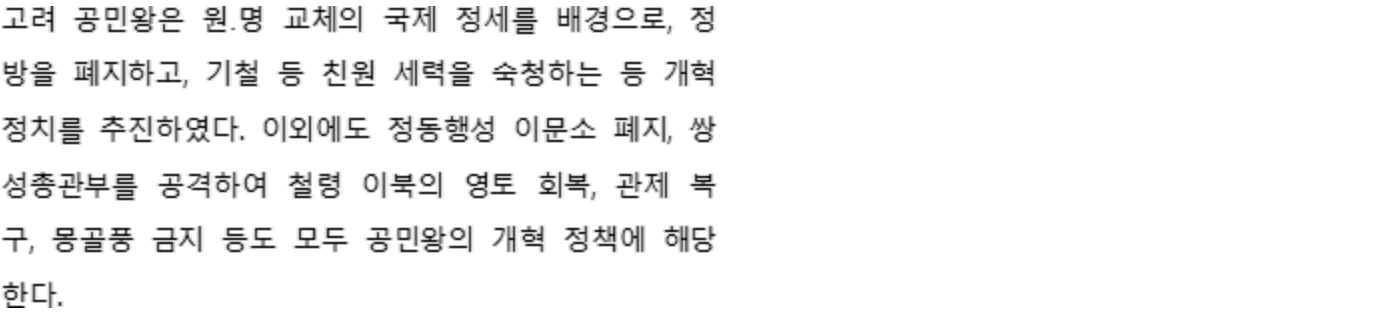 고려 공민왕은 원.명 교체의 국제 정세를 배경으로, 정
방을 폐지하고, 기철 등 친원 세력을 숙청하는 등 개혁
정치를 추진하였다. 이외에도 정동행성 이문소 폐지, 쌍
성총관부를 공격하여 철령 이북의 영토 회복, 관제 복
구, 몽골풍 금지 등도 모두 공민왕의 개혁 정책에 해당
한다.